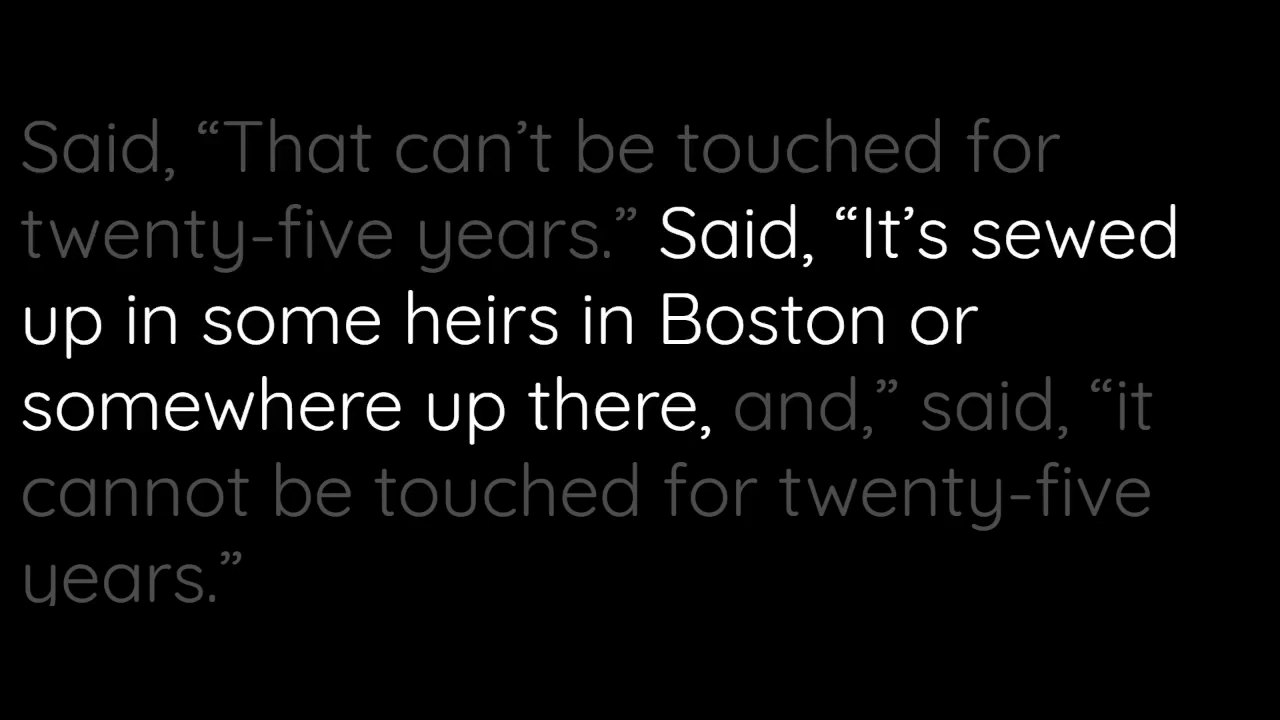 Said, “That can’t be touched for
twenty-five years.” Said, “It’s sewed
up in some heirs in Boston or
somewhere up there, and,” said, “it
cannot be touched for twenty-five
years.”